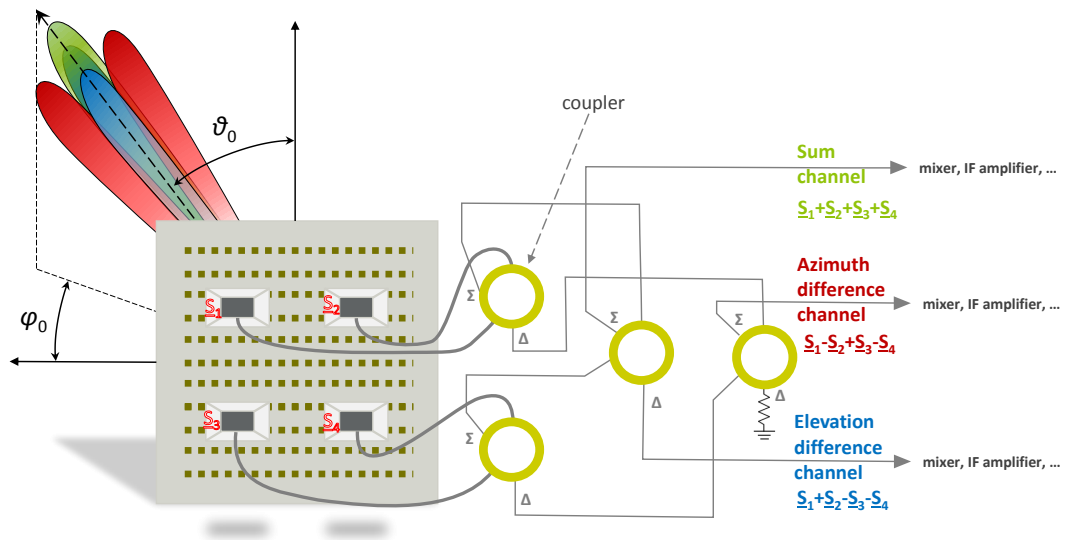 coupler
ϑ₀
Sum
channel
S₁+S₂+S₃+S₄
mixer, IF amplifier, ...
Azimuth
difference
channel
S₁-S₂+S₃-S₄
mixer, IF amplifier, ...
Elevation
difference
channel
S₁+S₂-S₃-S₄
mixer, IF amplifier, ...
φ₀
S₁
S₂
S₃
S₄
Σ
Δ
Σ
Δ
Σ
Δ
Σ
Δ